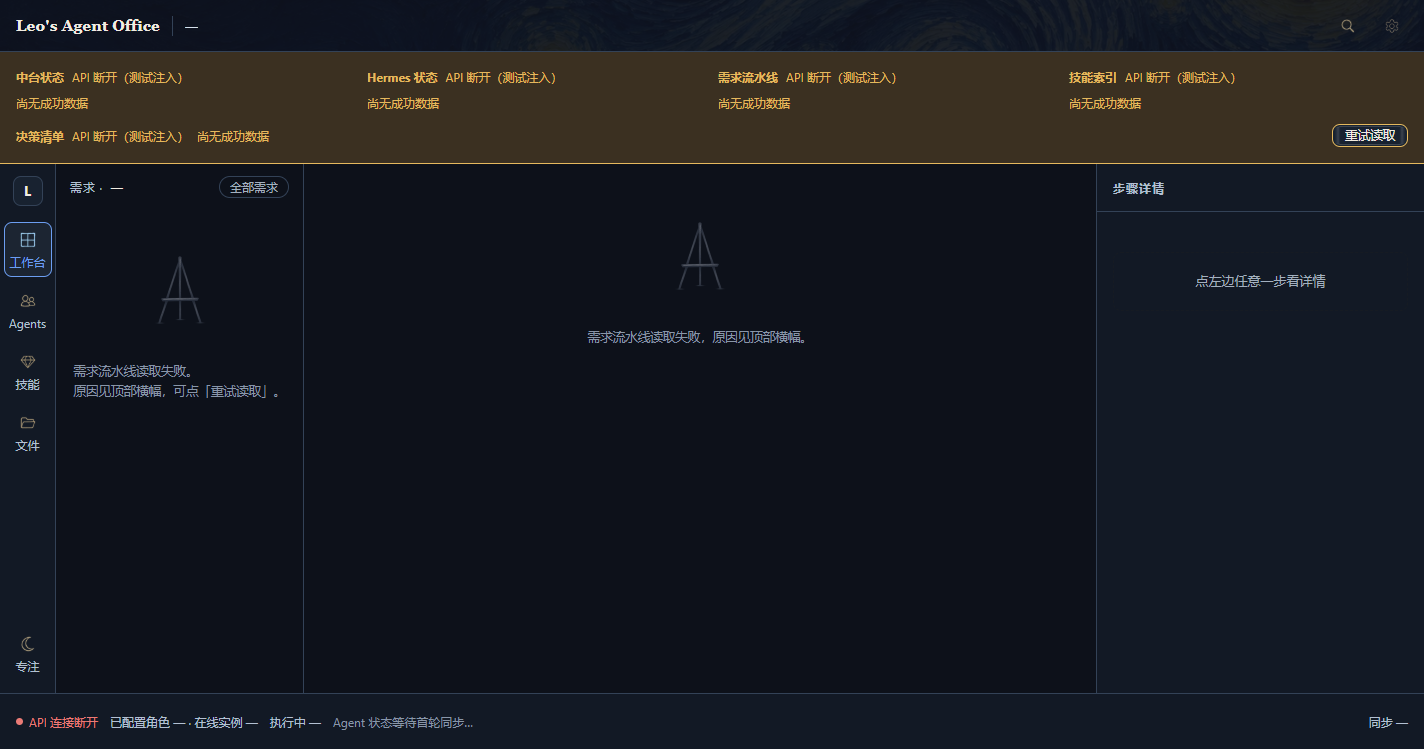 Leo's Agent Office —
中台状态 API 断开（测试注入）
尚无成功数据
Hermes 状态 API 断开（测试注入）
尚无成功数据
需求流水线 API 断开（测试注入）
尚无成功数据
技能索引 API 断开（测试注入）
尚无成功数据
决策清单 API 断开（测试注入） 尚无成功数据
重试读取
L
工作台
Agents
技能
文件
专注
需求 · —
全部需求
需求流水线读取失败。
原因见顶部横幅，可点「重试读取」。
需求流水线读取失败，原因见顶部横幅。
步骤详情
点左边任意一步看详情
API 连接断开 已配置角色 — · 在线实例 — 执行中 — Agent 状态等待首轮同步...
同步 —